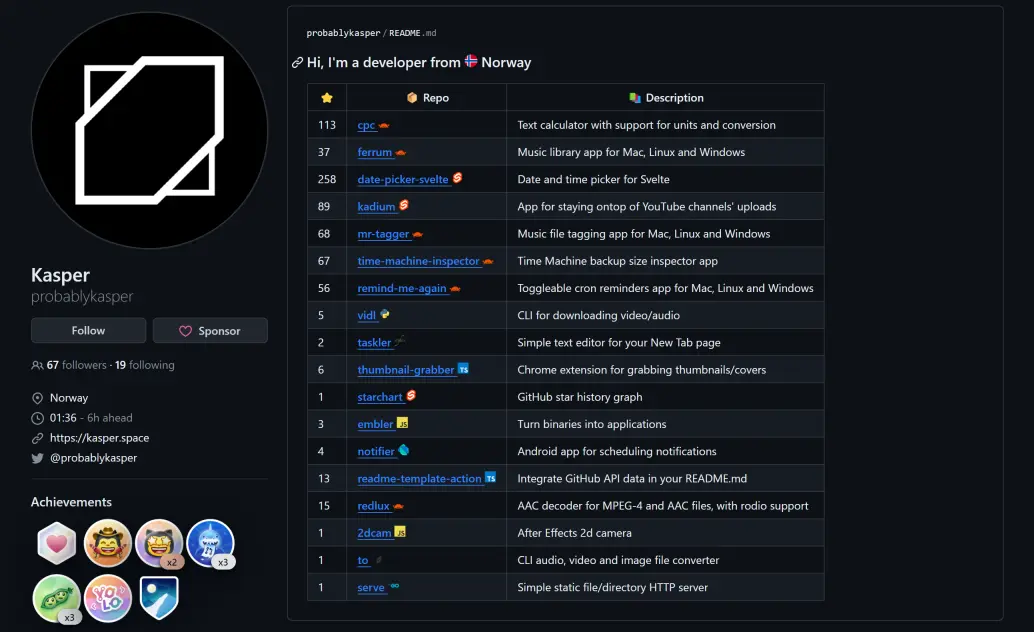 probablykasper/README.md
Hi, I'm a developer from Norway
Repo Description
113 cpc Text calculator with support for units and conversion
37 ferrum Music library app for Mac, Linux and Windows
258 date-picker-svelte Date and time picker for Svelte
89 kadium App for staying ontop of YouTube channels' uploads
68 mr-tagger Music file tagging app for Mac, Linux and Windows
67 time-machine-inspector Time Machine backup size inspector app
56 remind-me-again Toggleable cron reminders app for Mac, Linux and Windows
5 vidl CLI for downloading video/audio
2 taskler Simple text editor for your New Tab page
6 thumbnail-grabber TS Chrome extension for grabbing thumbnails/covers
1 starchart GitHub star history graph
3 embler JS Turn binaries into applications
4 notifier Android app for scheduling notifications
13 readme-template-action TS Integrate GitHub API data in your README.md
15 redlux AAC decoder for MPEG-4 and AAC files, with rodio support
1 2dcam JS After Effects 2d camera
1 to CLI audio, video and image file converter
1 serve Simple static file/directory HTTP server
Kasper
probablykasper
Follow Sponsor
67 followers · 19 following
Norway
01:36 - 6h ahead
https://kasper.space
@probablykasper
Achievements
x2 x3
x3 YOLO